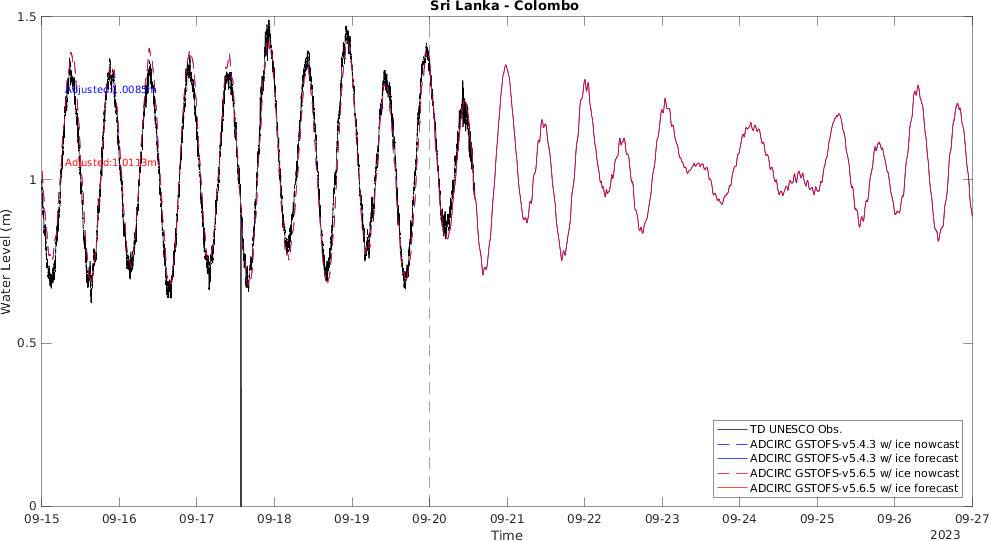 Sri Lanka - Colombo
1.5
Adjusted:1.0085m
Adjusted:1.0113m
1
Water Level (m)
0.5
TD UNESCO Obs.
ADCIRC GSTOFS-v5.4.3 w/ ice nowcast
ADCIRC GSTOFS-v5.4.3 w/ ice forecast
ADCIRC GSTOFS-v5.6.5 w/ ice nowcast
ADCIRC GSTOFS-v5.6.5 w/ ice forecast
0
09-15 09-16 09-17 09-18 09-19 09-20 09-21 09-22 09-23 09-24 09-25 09-26 09-27
Time
2023